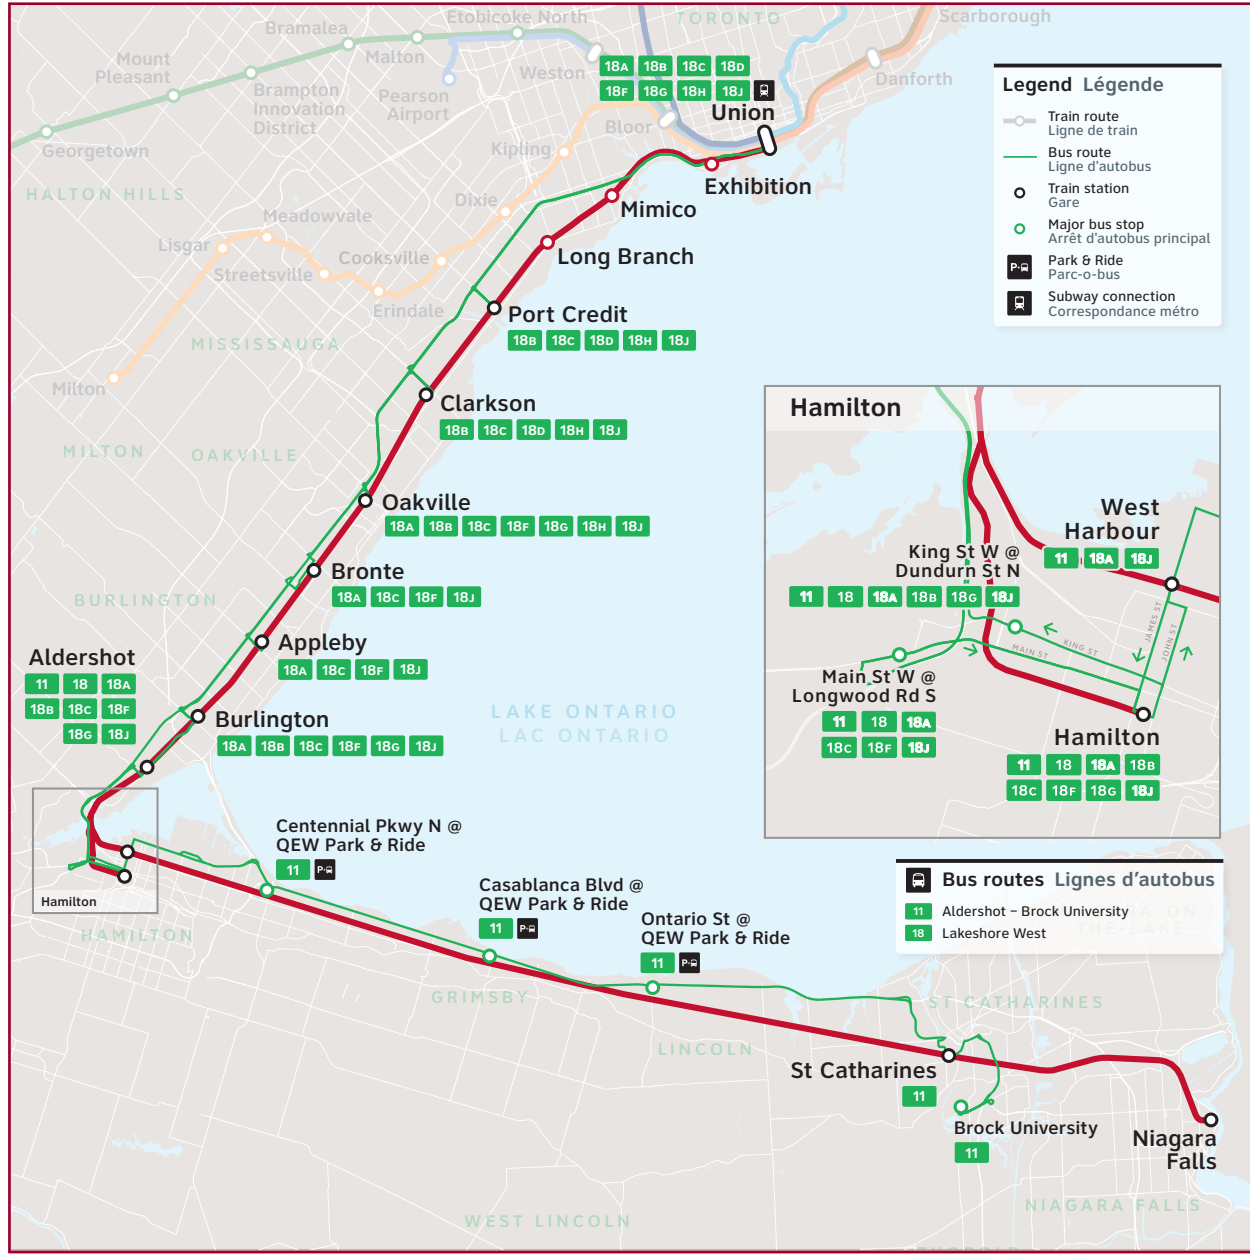 Etobicoke North
TORONTO
Scarborough
Bramalea
Mount
Pleasant
Malton
Weston
Danforth
18A 18B 18C 18D
18F 18G 18H 18J
Union
Brampton
Innovation
District
Pearson
Airport
Bloor
Georgetown
Kipling
Exhibition
HALTON HILLS
Dixie
Mimico
Meadowvale
Lisgar
Cooksville
Long Branch
Streetsville
Erindale
Port Credit
18B 18C 18D 18H 18J
MISSISSAUGA
Milton
Clarkson
18B 18C 18D 18H 18J
MILTON
OAKVILLE
Oakville
18A 18B 18C 18F 18G 18H 18J
Bronte
18A 18C 18F 18J
BURLINGTON
Appleby
18A 18C 18F 18J
Aldershot
11 18 18A
18B 18C 18F
18G 18J
Burlington
18A 18B 18C 18F 18G 18J
LAKE ONTARIO
LAC ONTARIO
Legend Légende
Train route
Ligne de train
Bus route
Ligne d'autobus
Train station
Gare
Major bus stop
Arrêt d'autobus principal
P
Park & Ride
Parc-o-bus
Subway connection
Correspondance métro
Hamilton
West
Harbour
11 18A 18J
King St W @
Dundurn St N
11 18 18A 18B 18G 18J
JAMES ST
JOHN ST
KING ST
MAIN ST
Main St W @
Longwood Rd S
11 18 18A
18C 18F 18J
Hamilton
11 18 18A 18B
18C 18F 18G 18J
Hamilton
HAMILTON
Centennial Pkwy N @
QEW Park & Ride
11 P
Casablanca Blvd @
QEW Park & Ride
11 P
Ontario St @
QEW Park & Ride
11 P
Bus routes Lignes d'autobus
11 Aldershot – Brock University
18 Lakeshore West
A-ON-
THE-LAKE
GRIMSBY
ST CATHARINES
LINCOLN
St Catharines
11
Brock University
11
Niagara
Falls
NIAGARA FALLS
WEST LINCOLN